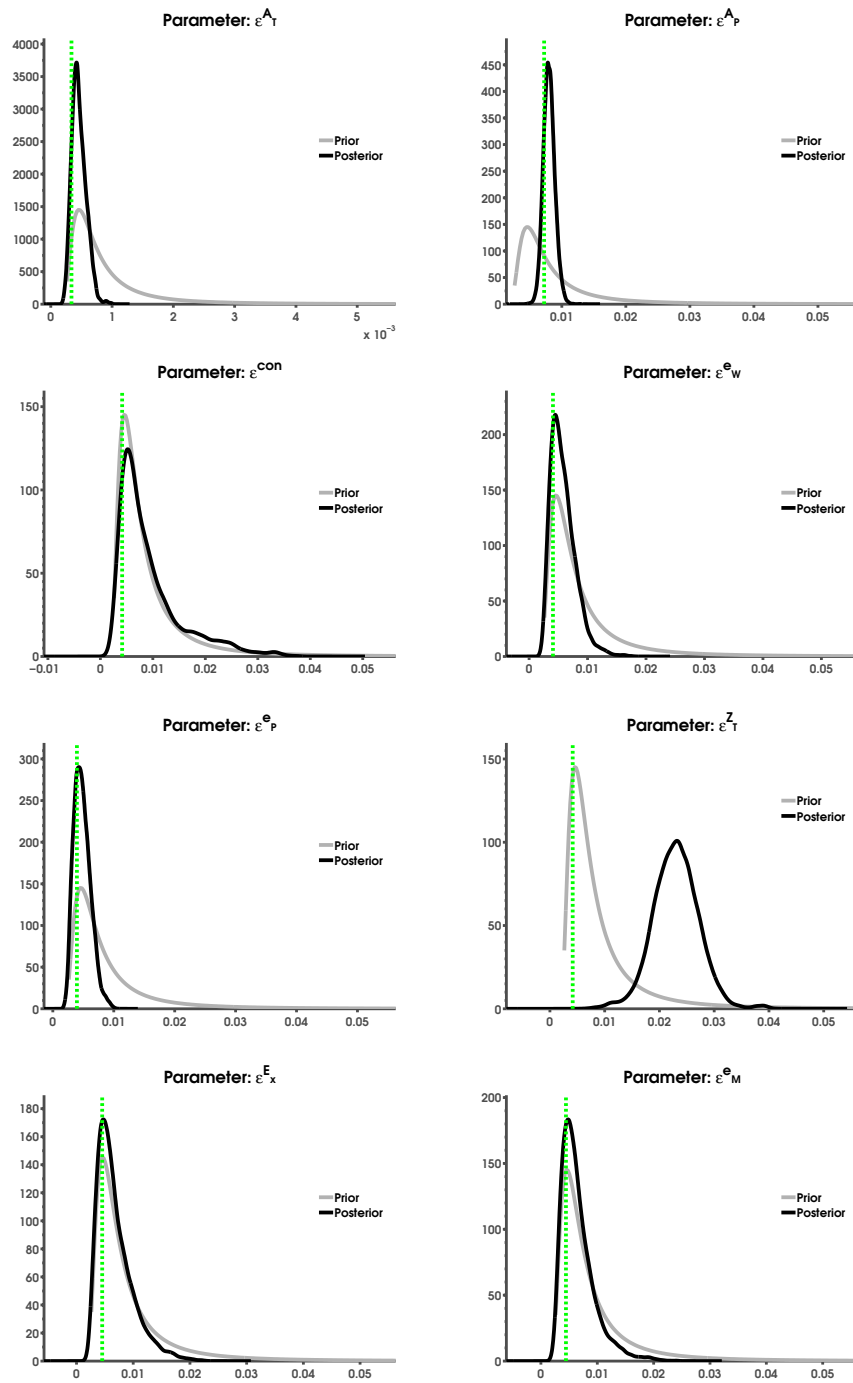 Parameter: ε^A_T
4000
3500
3000
2500
2000
1500
1000
500
0
0 1 2 3 4 5
x 10⁻³
Prior
Posterior
Parameter: ε^A_P
450
400
350
300
250
200
150
100
50
0
0.01 0.02 0.03 0.04 0.05
Prior
Posterior
Parameter: ε^con
150
100
50
0
−0.01 0 0.01 0.02 0.03 0.04 0.05
Prior
Posterior
Parameter: ε^e_W
200
150
100
50
0
0 0.01 0.02 0.03 0.04 0.05
Prior
Posterior
Parameter: ε^e_P
300
250
200
150
100
50
0
0 0.01 0.02 0.03 0.04 0.05
Prior
Posterior
Parameter: ε^Z_T
150
100
50
0
0 0.01 0.02 0.03 0.04 0.05
Prior
Posterior
Parameter: ε^E_x
180
160
140
120
100
80
60
40
20
0
0 0.01 0.02 0.03 0.04 0.05
Prior
Posterior
Parameter: ε^e_M
200
150
100
50
0
0 0.01 0.02 0.03 0.04 0.05
Prior
Posterior